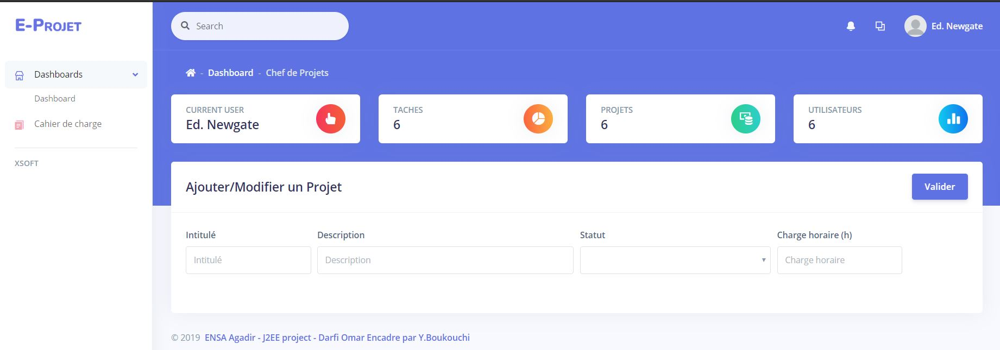 E-PROJET
Search
Ed. Newgate
Dashboards
Dashboard
Cahier de charge
XSOFT
- Dashboard - Chef de Projets
CURRENT USER
Ed. Newgate
TACHES
6
PROJETS
6
UTILISATEURS
6
Ajouter/Modifier un Projet
Valider
Intitulé
Description
Statut
Charge horaire (h)
Intitulé
Description
Charge horaire
© 2019 ENSA Agadir - J2EE project - Darfi Omar Encadre par Y.Boukouchi